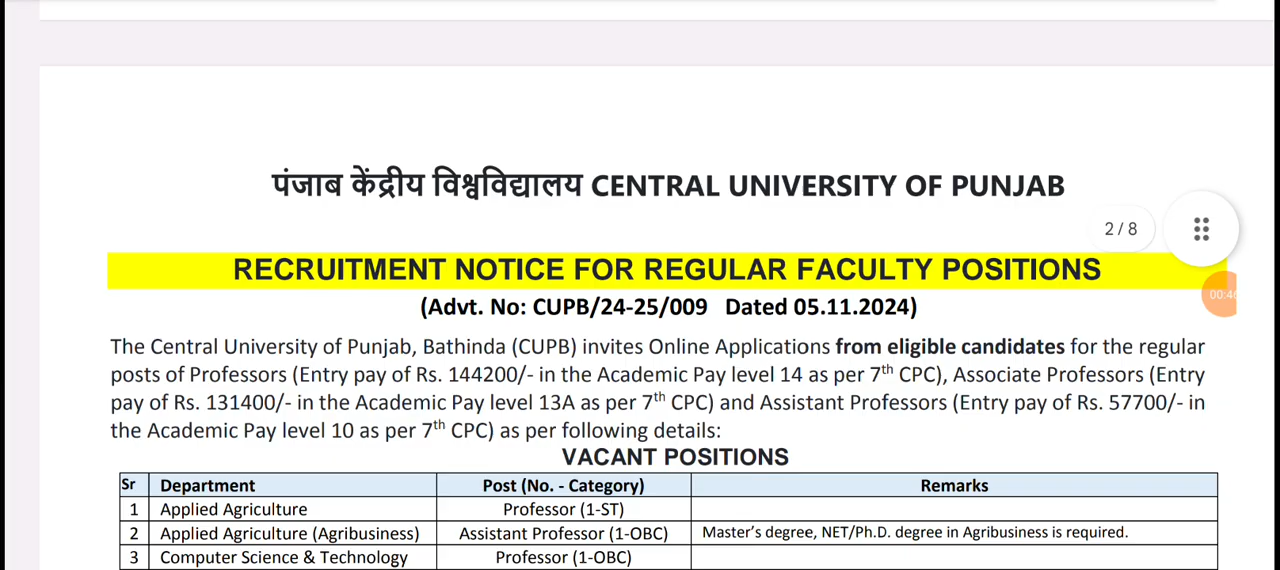 पंजाब केंद्रीय विश्वविद्यालय CENTRAL UNIVERSITY OF PUNJAB
2 / 8
RECRUITMENT NOTICE FOR REGULAR FACULTY POSITIONS
(Advt. No: CUPB/24-25/009 Dated 05.11.2024)
00:46
The Central University of Punjab, Bathinda (CUPB) invites Online Applications from eligible candidates for the regular
posts of Professors (Entry pay of Rs. 144200/- in the Academic Pay level 14 as per 7th CPC), Associate Professors (Entry
pay of Rs. 131400/- in the Academic Pay level 13A as per 7th CPC) and Assistant Professors (Entry pay of Rs. 57700/- in
the Academic Pay level 10 as per 7th CPC) as per following details:
VACANT POSITIONS
Sr Department Post (No. - Category) Remarks
1 Applied Agriculture Professor (1-ST)
2 Applied Agriculture (Agribusiness) Assistant Professor (1-OBC) Master's degree, NET/Ph.D. degree in Agribusiness is required.
3 Computer Science & Technology Professor (1-OBC)